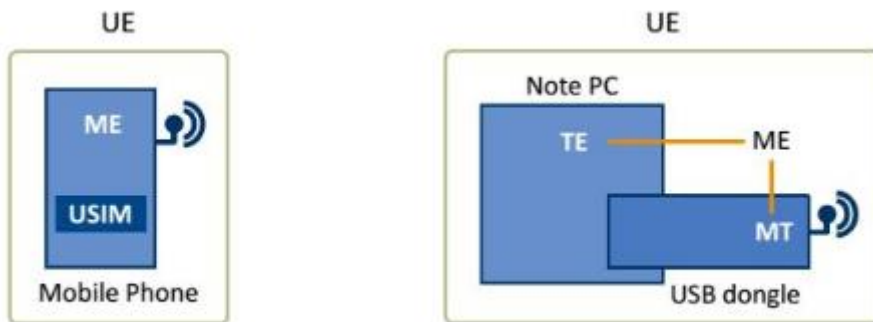 UE
ME
USIM
Mobile Phone
UE
Note PC
TE
ME
MT
USB dongle